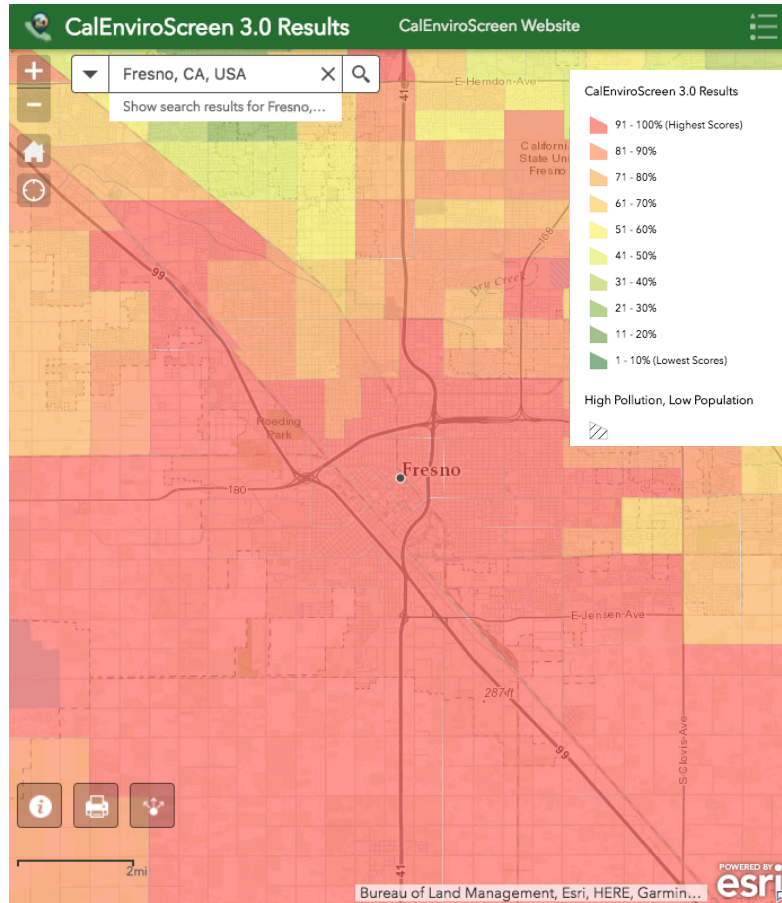 CalEnviroScreen 3.0 Results
CalEnviroScreen Website
Fresno, CA, USA
Show search results for Fresno,...
CalEnviroScreen 3.0 Results
91 - 100% (Highest Scores)
81 - 90%
71 - 80%
61 - 70%
51 - 60%
41 - 50%
31 - 40%
21 - 30%
11 - 20%
1 - 10% (Lowest Scores)
High Pollution, Low Population
E-Herndon-Ave
41
California
State Uni
Fresno
168
99
Dry Creek
Roeding
Park
Fresno
180
E-Jensen-Ave
287 ft
99
S-Clovis-Ave
41
2mi
Bureau of Land Management, Esri, HERE, Garmin...
POWERED BY
esri